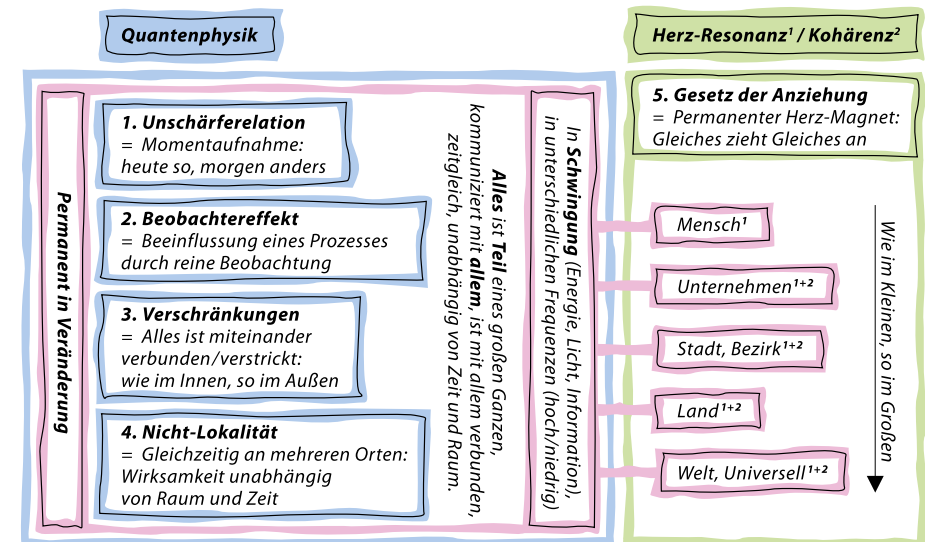 Quantenphysik
Permanent in Veränderung
1. Unschärferelation
= Momentaufnahme:
heute so, morgen anders
2. Beobachtereffekt
= Beeinflussung eines Prozesses
durch reine Beobachtung
3. Verschränkungen
= Alles ist miteinander
verbunden/verstrickt:
wie im Innen, so im Außen
4. Nicht-Lokalität
= Gleichzeitig an mehreren Orten:
Wirksamkeit unabhängig
von Raum und Zeit
Alles ist Teil eines großen Ganzen,
kommuniziert mit allem, ist mit allem verbunden,
zeitgleich, unabhängig von Zeit und Raum.
In Schwingung (Energie, Licht, Information),
in unterschiedlichen Frequenzen (hoch/niedrig)
Herz-Resonanz¹ / Kohärenz²
5. Gesetz der Anziehung
= Permanenter Herz-Magnet:
Gleiches zieht Gleiches an
Mensch¹
Unternehmen¹⁺²
Stadt, Bezirk¹⁺²
Land¹⁺²
Welt, Universell¹⁺²
Wie im Kleinen, so im Großen